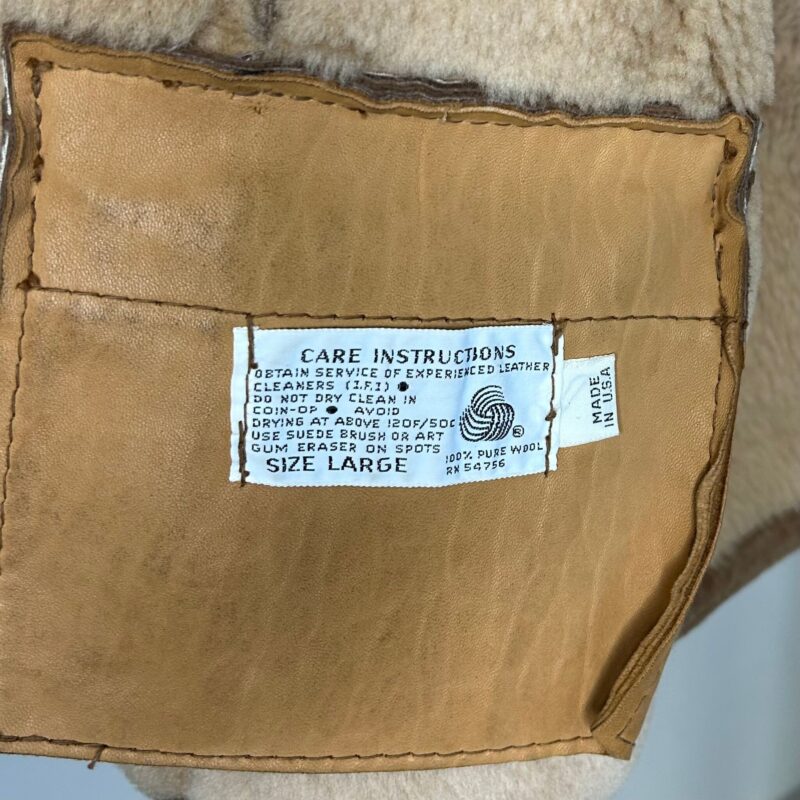 CARE INSTRUCTIONS
OBTAIN SERVICE OF EXPERIENCED LEATHER
CLEANERS (I.F.I) ●
DO NOT DRY CLEAN IN
COIN-OP ● AVOID
DRYING AT ABOVE 120F/50C
USE SUEDE BRUSH OR ART
GUM ERASER ON SPOTS
SIZE LARGE
®
100% PURE WOOL
RN 54756
MADE
IN U.S.A